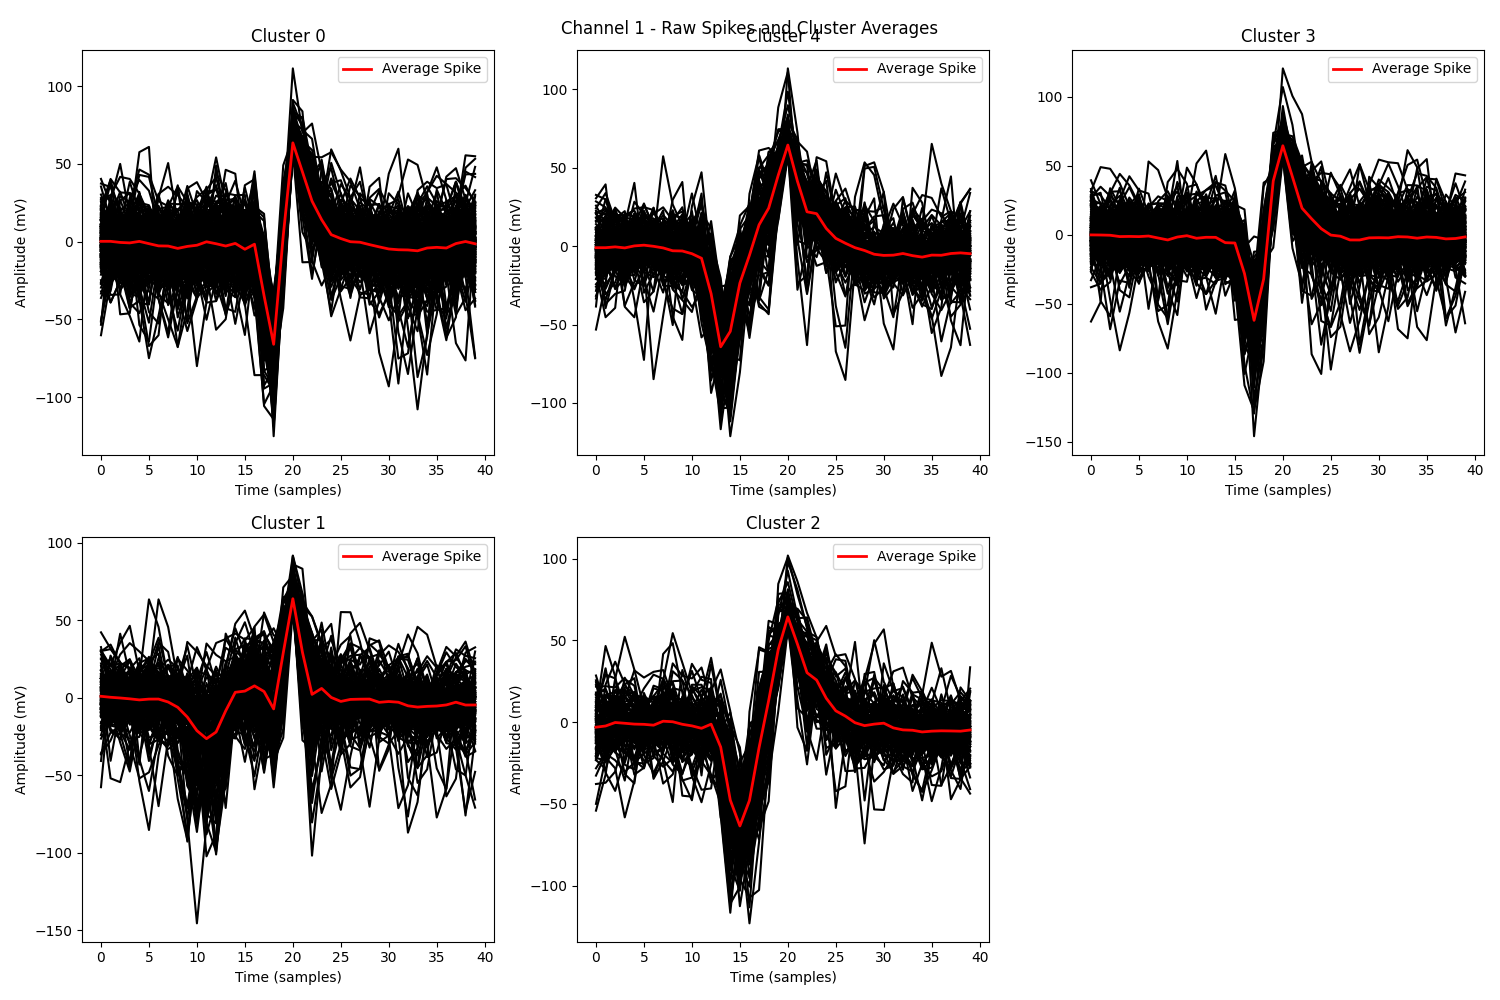 Channel 1 - Raw Spikes and Cluster Averages
Cluster 0
Average Spike
Amplitude (mV)
100
50
0
−50
−100
0 5 10 15 20 25 30 35 40
Time (samples)
Cluster 4
Average Spike
Amplitude (mV)
100
50
0
−50
−100
0 5 10 15 20 25 30 35 40
Time (samples)
Cluster 3
Average Spike
Amplitude (mV)
100
50
0
−50
−100
−150
0 5 10 15 20 25 30 35 40
Time (samples)
Cluster 1
Average Spike
Amplitude (mV)
100
50
0
−50
−100
−150
0 5 10 15 20 25 30 35 40
Time (samples)
Cluster 2
Average Spike
Amplitude (mV)
100
50
0
−50
−100
0 5 10 15 20 25 30 35 40
Time (samples)